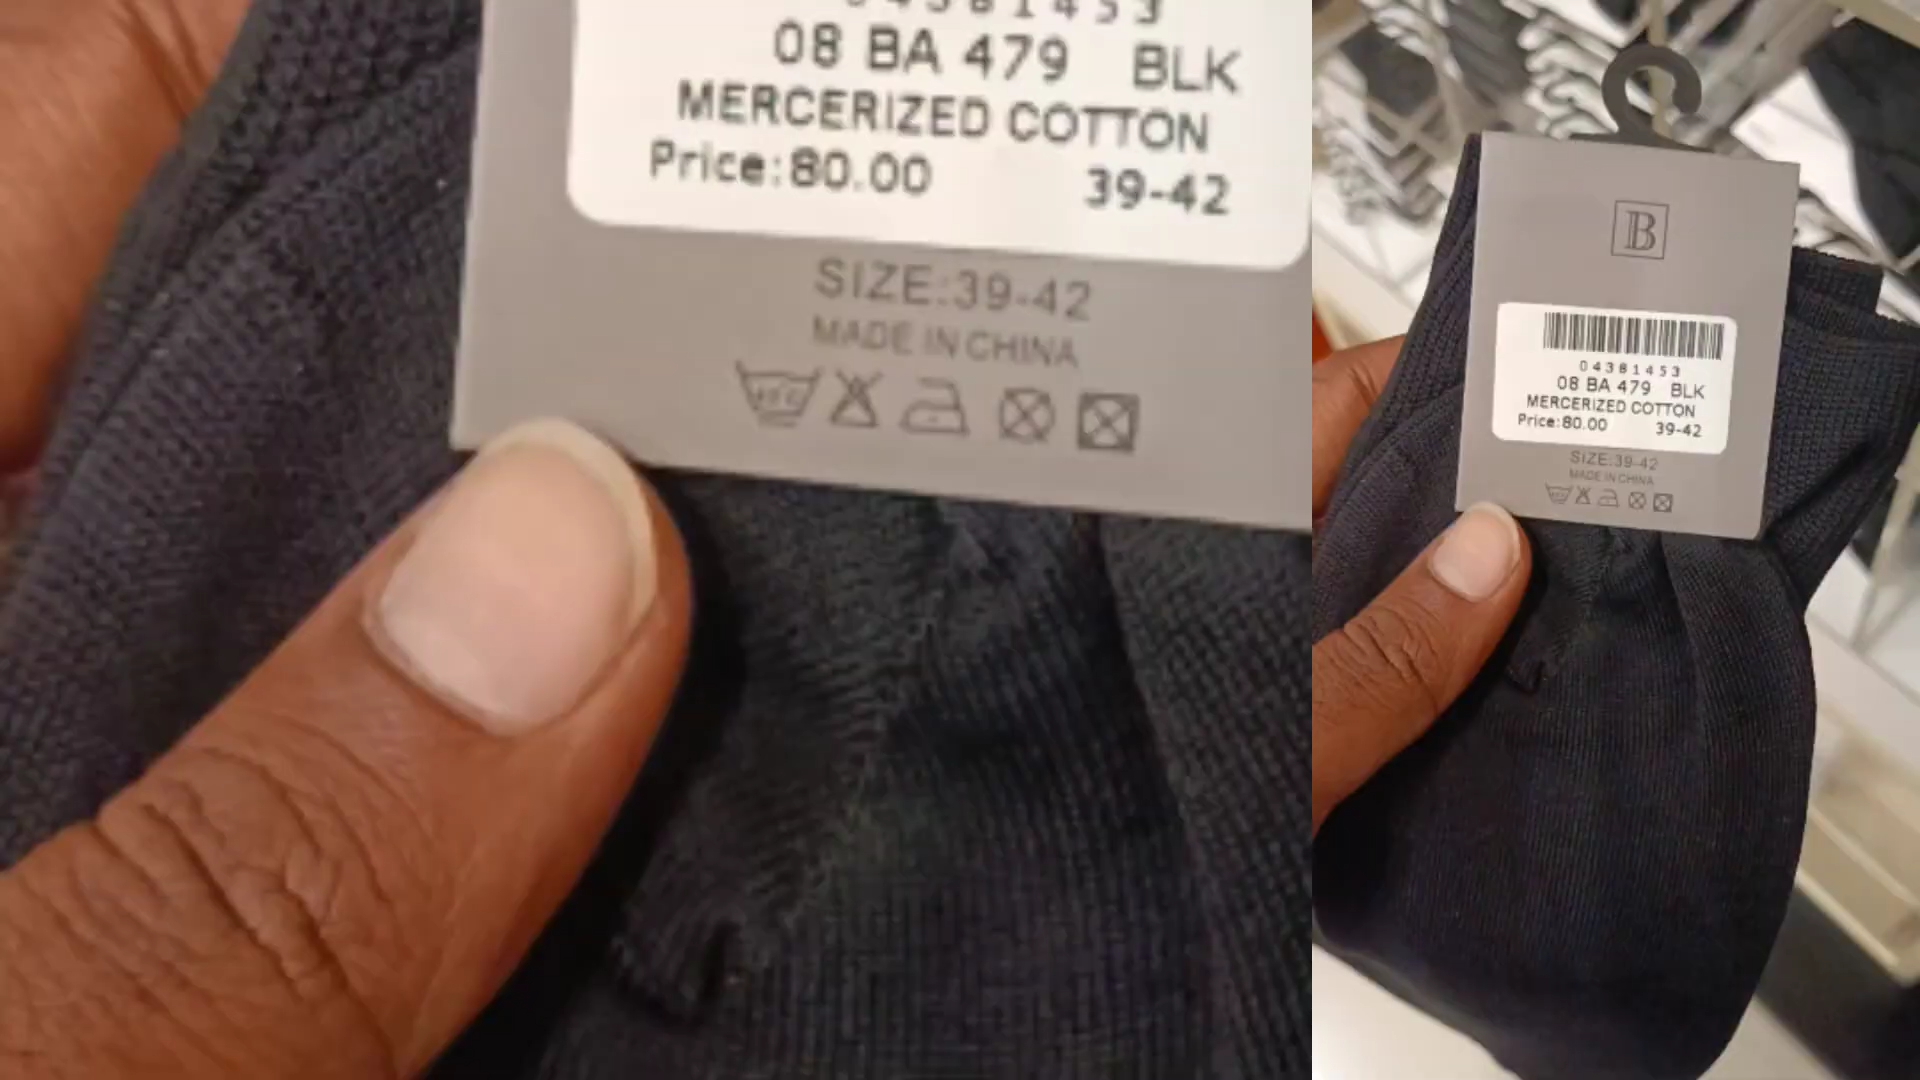 04381453
08 BA 479 BLK
MERCERIZED COTTON
Price:80.00 39-42
SIZE:39-42
MADE IN CHINA
B
04381453
08 BA 479 BLK
MERCERIZED COTTON
Price:80.00 39-42
SIZE:39-42
MADE IN CHINA